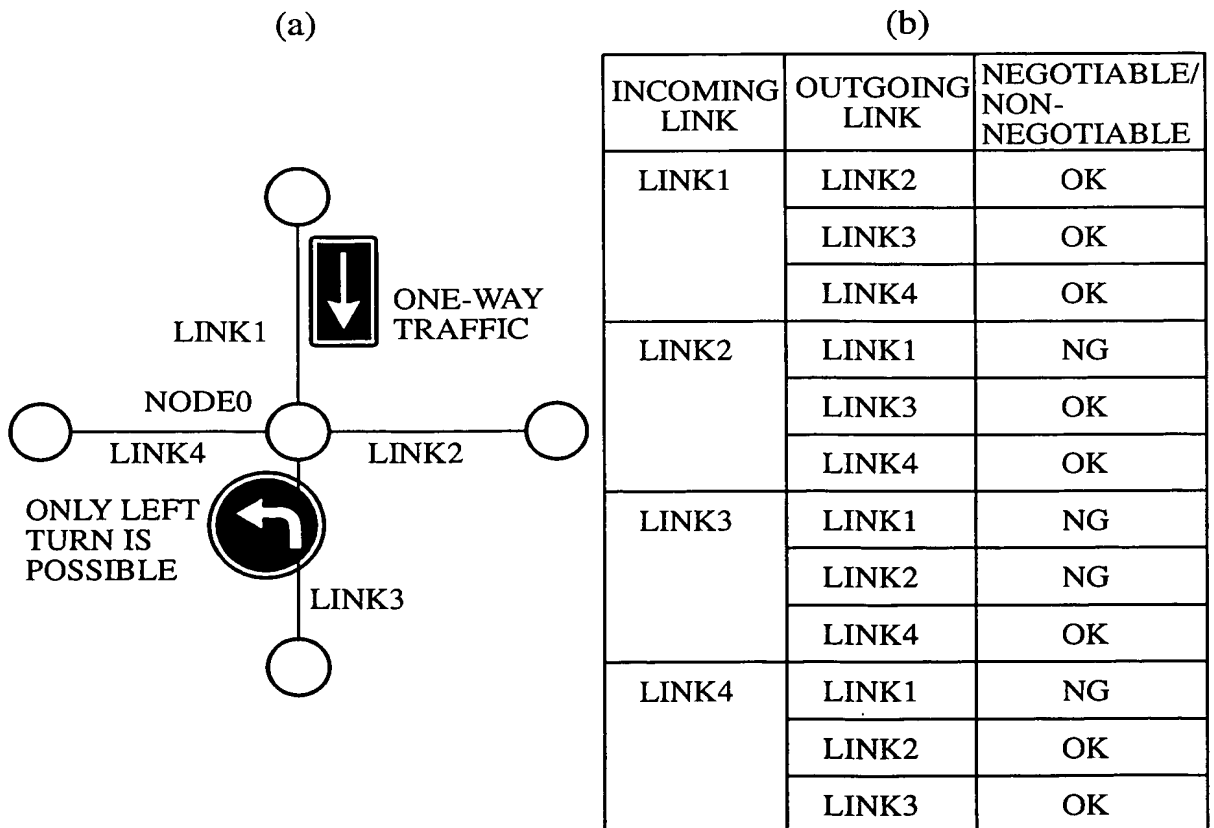 (a)
ONE-WAY
TRAFFIC
LINK1
NODE0
LINK4
LINK2
ONLY LEFT
TURN IS
POSSIBLE
LINK3
(b)
INCOMING LINK OUTGOING LINK NEGOTIABLE/ NON- NEGOTIABLE
LINK1 LINK2 OK
LINK3 OK
LINK4 OK
LINK2 LINK1 NG
LINK3 OK
LINK4 OK
LINK3 LINK1 NG
LINK2 NG
LINK4 OK
LINK4 LINK1 NG
LINK2 OK
LINK3 OK